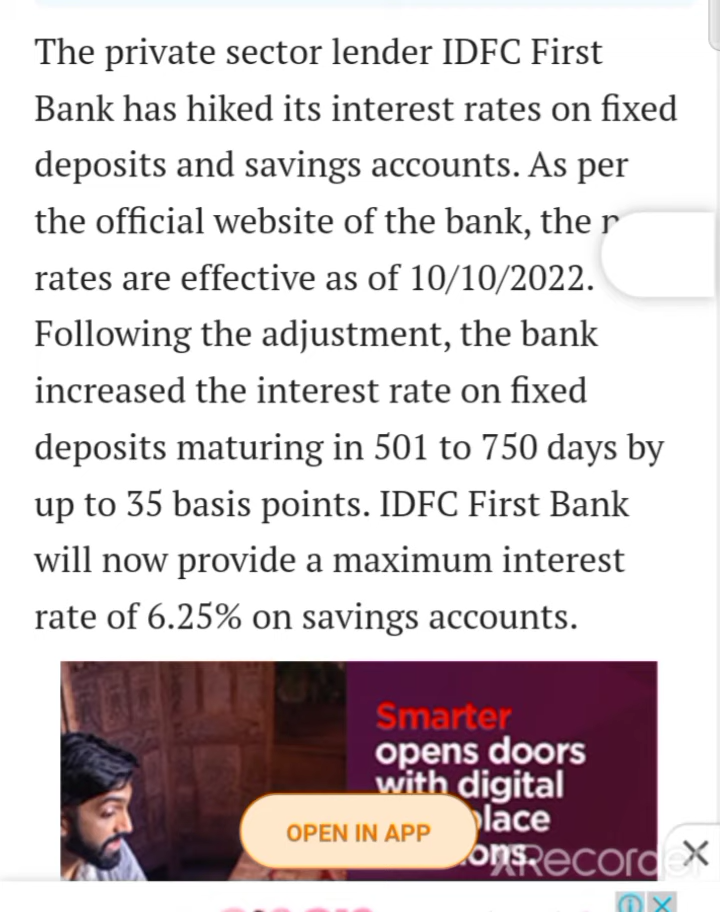 The private sector lender IDFC First
Bank has hiked its interest rates on fixed
deposits and savings accounts. As per
the official website of the bank, the
rates are effective as of 10/10/2022.
Following the adjustment, the bank
increased the interest rate on fixed
deposits maturing in 501 to 750 days by
up to 35 basis points. IDFC First Bank
will now provide a maximum interest
rate of 6.25% on savings accounts.
Smarter
opens doors
with digital
OPEN IN APP